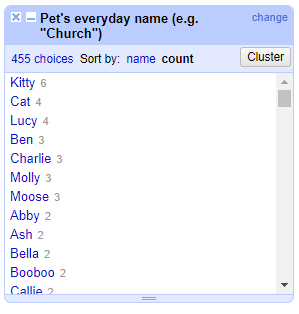 Pet's everyday name (e.g. "Church") change
455 choices Sort by: name count Cluster
Kitty 6
Cat 4
Lucy 4
Ben 3
Charlie 3
Molly 3
Moose 3
Abby 2
Ash 2
Bella 2
Booboo 2
Callie 2